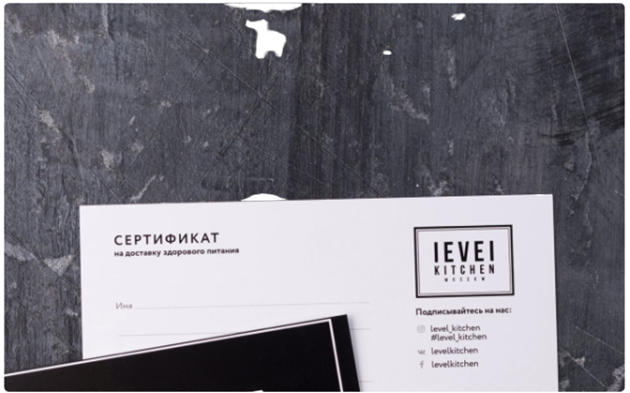 СЕРТИФИКАТ
на доставку здорового питания
Имя
IEVEI
KITCHEN
MOSCOW
Подписывайтесь на нас:
level_kitchen
#level_kitchen
levelkitchen
levelkitchen